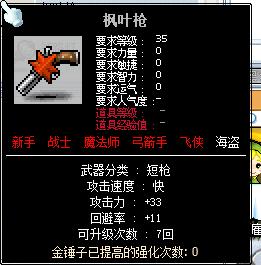 枫叶枪
要求等级： 35
要求力量： 0
要求敏捷： 0
要求智力： 0
要求运气： 0
要求人气度： -
道具等级： -
道具经验值： -
新手 战士 魔法师 弓箭手 飞侠 海盗
武器分类 ： 短枪
攻击速度 ： 快
攻击力 ： +33
回避率 ： +11
可升级次数 ： 7回
金锤子已提高的强化次数: 0